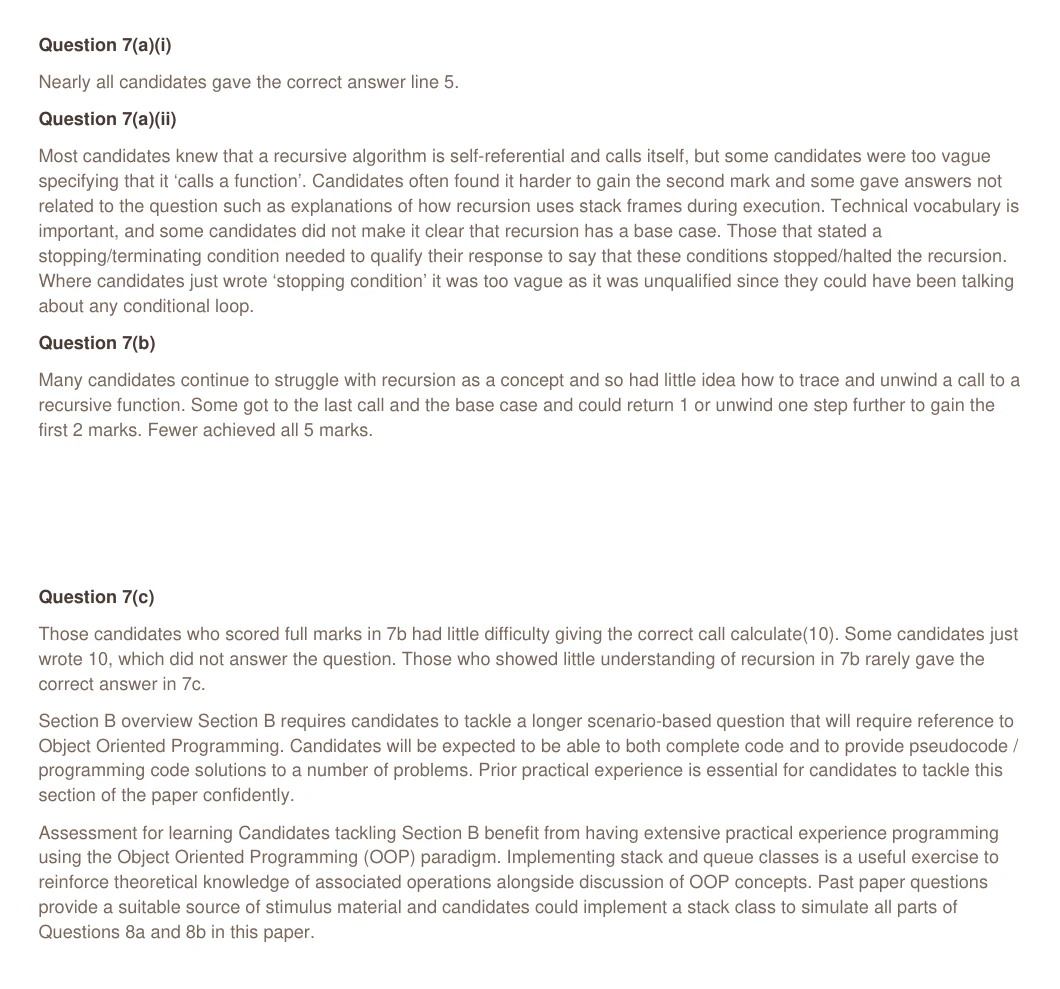 Question 7(a)(i)
Nearly all candidates gave the correct answer line 5.
Question 7(a)(ii)
Most candidates knew that a recursive algorithm is self-referential and calls itself, but some candidates were too vague
specifying that it ‘calls a function’. Candidates often found it harder to gain the second mark and some gave answers not
related to the question such as explanations of how recursion uses stack frames during execution. Technical vocabulary is
important, and some candidates did not make it clear that recursion has a base case. Those that stated a
stopping/terminating condition needed to qualify their response to say that these conditions stopped/halted the recursion.
Where candidates just wrote ‘stopping condition’ it was too vague as it was unqualified since they could have been talking
about any conditional loop.
Question 7(b)
Many candidates continue to struggle with recursion as a concept and so had little idea how to trace and unwind a call to a
recursive function. Some got to the last call and the base case and could return 1 or unwind one step further to gain the
first 2 marks. Fewer achieved all 5 marks.
Question 7(c)
Those candidates who scored full marks in 7b had little difficulty giving the correct call calculate(10). Some candidates just
wrote 10, which did not answer the question. Those who showed little understanding of recursion in 7b rarely gave the
correct answer in 7c.
Section B overview Section B requires candidates to tackle a longer scenario-based question that will require reference to
Object Oriented Programming. Candidates will be expected to be able to both complete code and to provide pseudocode /
programming code solutions to a number of problems. Prior practical experience is essential for candidates to tackle this
section of the paper confidently.
Assessment for learning Candidates tackling Section B benefit from having extensive practical experience programming
using the Object Oriented Programming (OOP) paradigm. Implementing stack and queue classes is a useful exercise to
reinforce theoretical knowledge of associated operations alongside discussion of OOP concepts. Past paper questions
provide a suitable source of stimulus material and candidates could implement a stack class to simulate all parts of
Questions 8a and 8b in this paper.